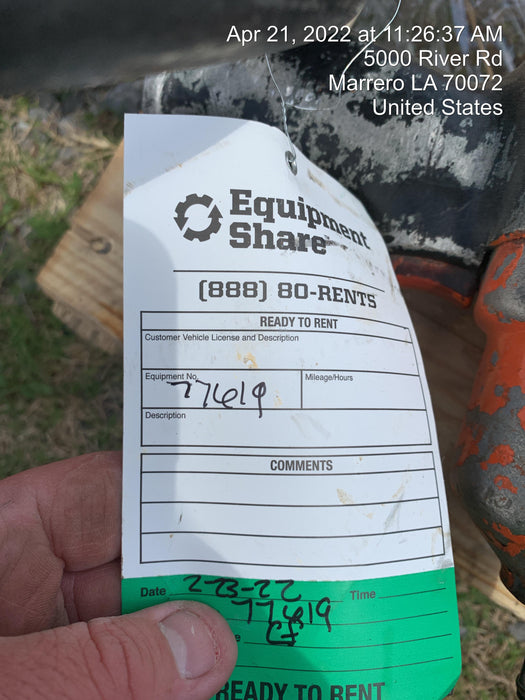 Apr 21, 2022 at 11:26:37 AM
5000 River Rd
Marrero LA 70072
United States
Equipment
Share
(888) 80-RENTS
READY TO RENT
Customer Vehicle License and Description
Equipment No. Mileage/Hours
77619
Description
COMMENTS
Date 2-23-22 Time
77619
CF
READY TO RENT